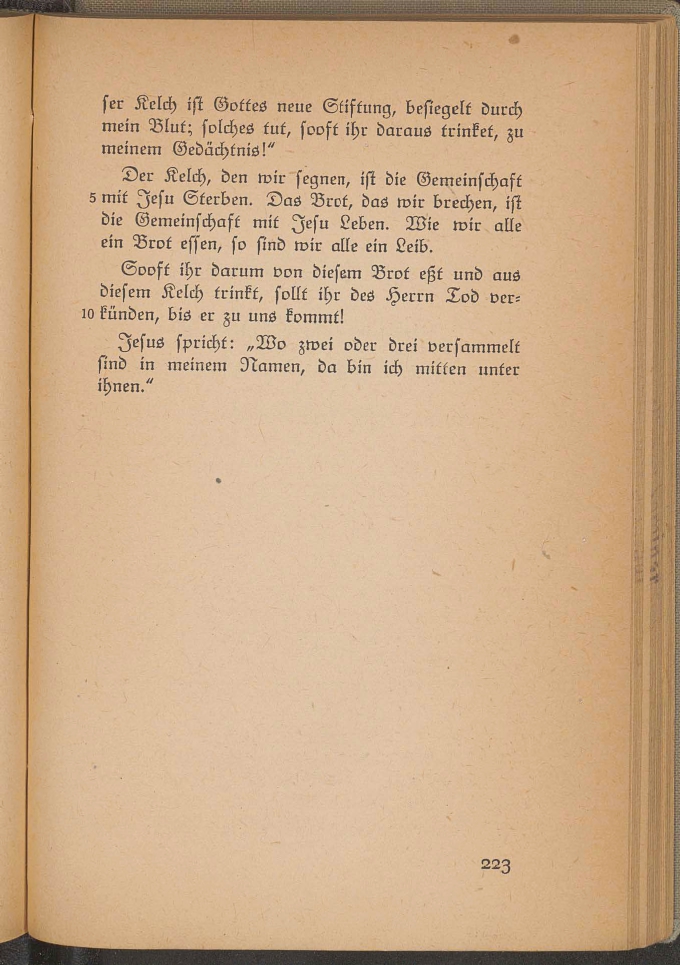 ser Kelch ist Gottes neue Stiftung, besiegelt durch
mein Blut; solches tut, sooft ihr daraus trinket, zu
meinem Gedächtnis!“
Der Kelch, den wir segnen, ist die Gemeinschaft
5 mit Jesu Sterben. Das Brot, das wir brechen, ist
die Gemeinschaft mit Jesu Leben. Wie wir alle
ein Brot essen, so sind wir alle ein Leib.
Sooft ihr darum von diesem Brot eßt und aus
diesem Kelch trinkt, sollt ihr des Herrn Tod ver-
10 künden, bis er zu uns kommt!
Jesus spricht: „Wo zwei oder drei versammelt
sind in meinem Namen, da bin ich mitten unter
ihnen.“
223